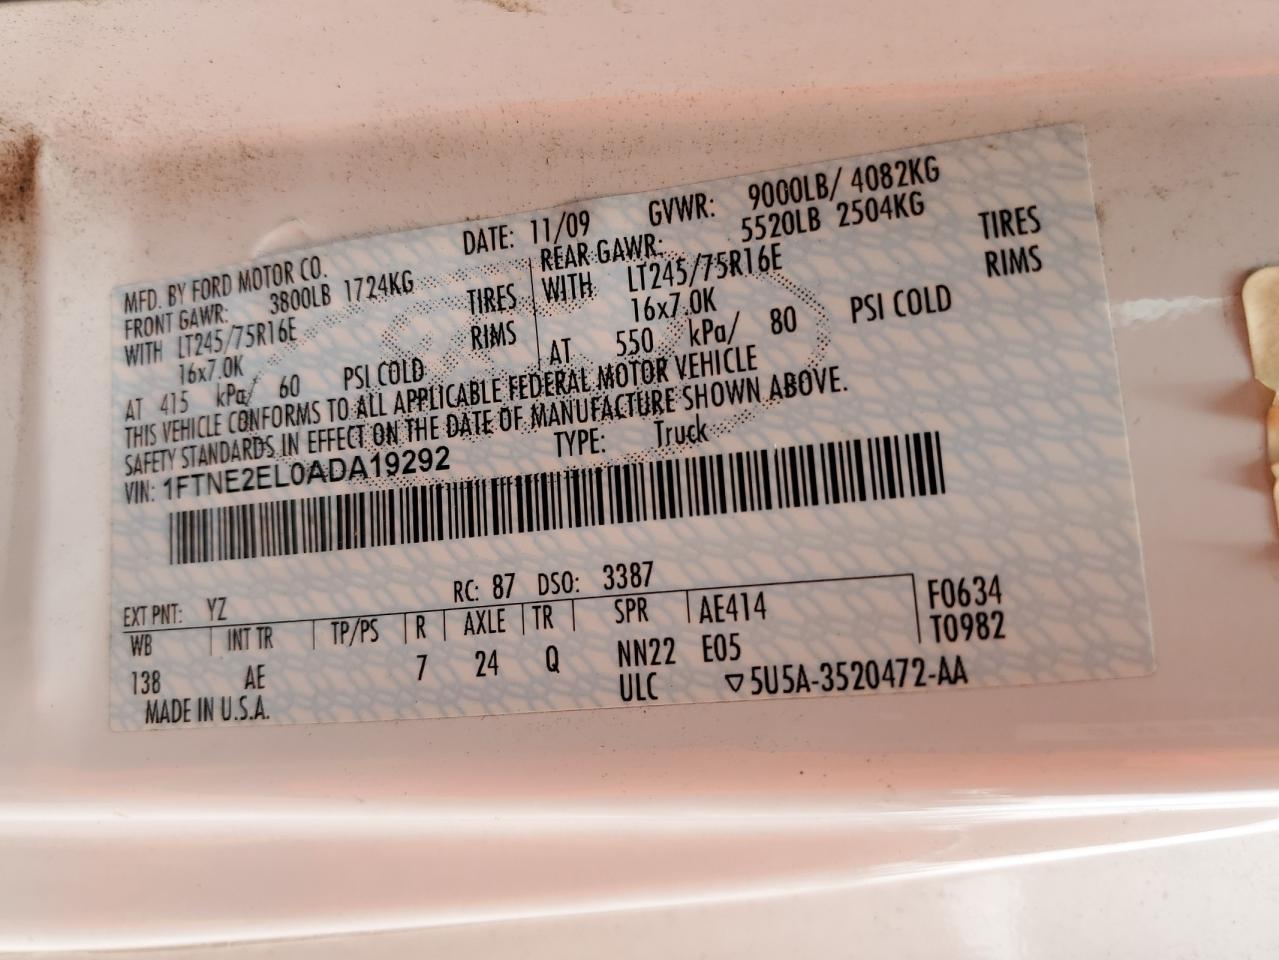 MFD. BY FORD MOTOR CO.
DATE: 11/09 GVWR: 9000LB/ 4082KG
FRONT GAWR: 3800LB 1724KG
REAR GAWR: 5520LB 2504KG
WITH LT245/75R16E TIRES
WITH LT245/75R16E TIRES
16x7.0K RIMS
16x7.0K RIMS
AT 415 kPa/ 60 PSI COLD
AT 550 kPa/ 80 PSI COLD
THIS VEHICLE CONFORMS TO ALL APPLICABLE FEDERAL MOTOR VEHICLE
SAFETY STANDARDS IN EFFECT ON THE DATE OF MANUFACTURE SHOWN ABOVE.
VIN: 1FTNE2EL0ADA19292 TYPE: Truck
EXT PNT: YZ RC: 87 DSO: 3387
WB INT TR TP/PS R AXLE TR SPR AE414 F0634
138 AE 7 24 Q NN22 E05 T0982
MADE IN U.S.A. ULC ▽5U5A-3520472-AA